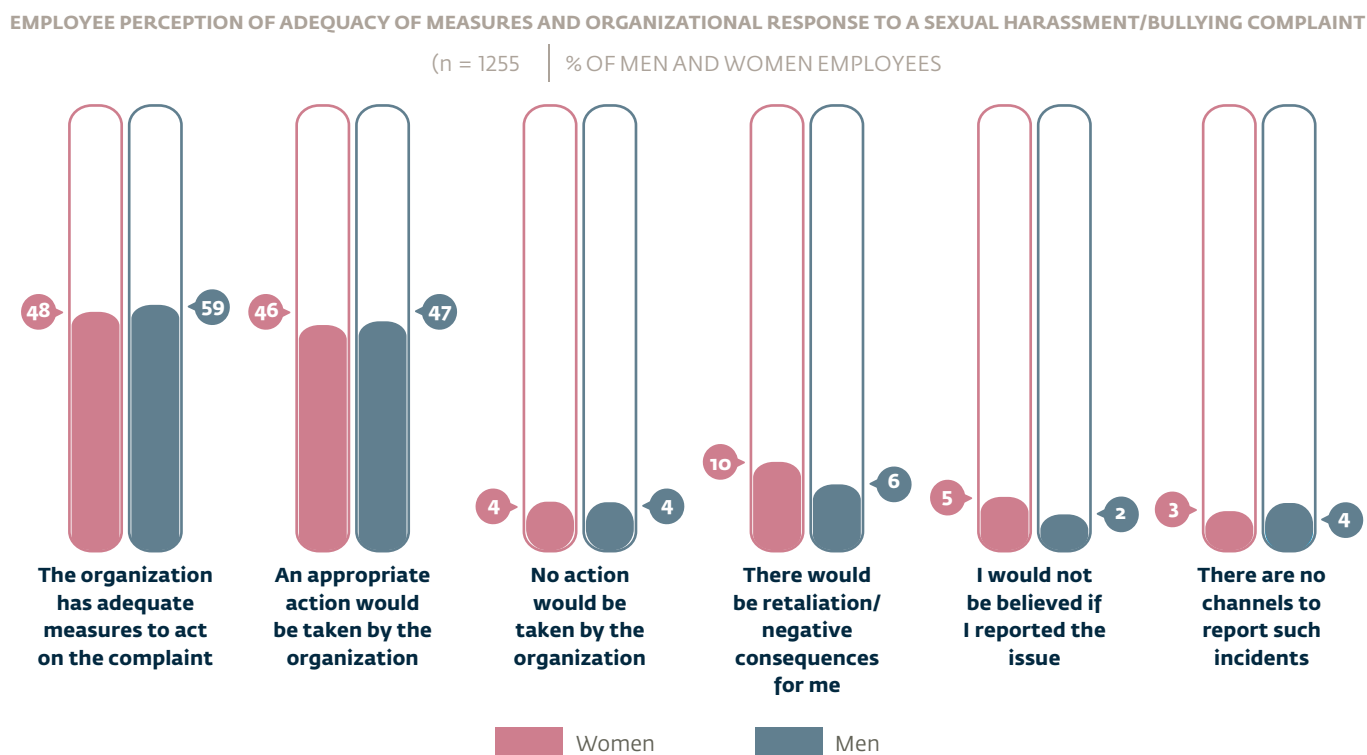 EMPLOYEE PERCEPTION OF ADEQUACY OF MEASURES AND ORGANIZATIONAL RESPONSE TO A SEXUAL HARASSMENT/BULLYING COMPLAINT
(n = 1255 | % OF MEN AND WOMEN EMPLOYEES
48
59
46
47
4
4
10
6
5
2
3
4
The organization
has adequate
measures to act
on the complaint
An appropriate
action would
be taken by the
organization
No action
would be
taken by the
organization
There would
be retaliation/
negative
consequences
for me
I would not
be believed if
I reported the
issue
There are no
channels to
report such
incidents
Women
Men